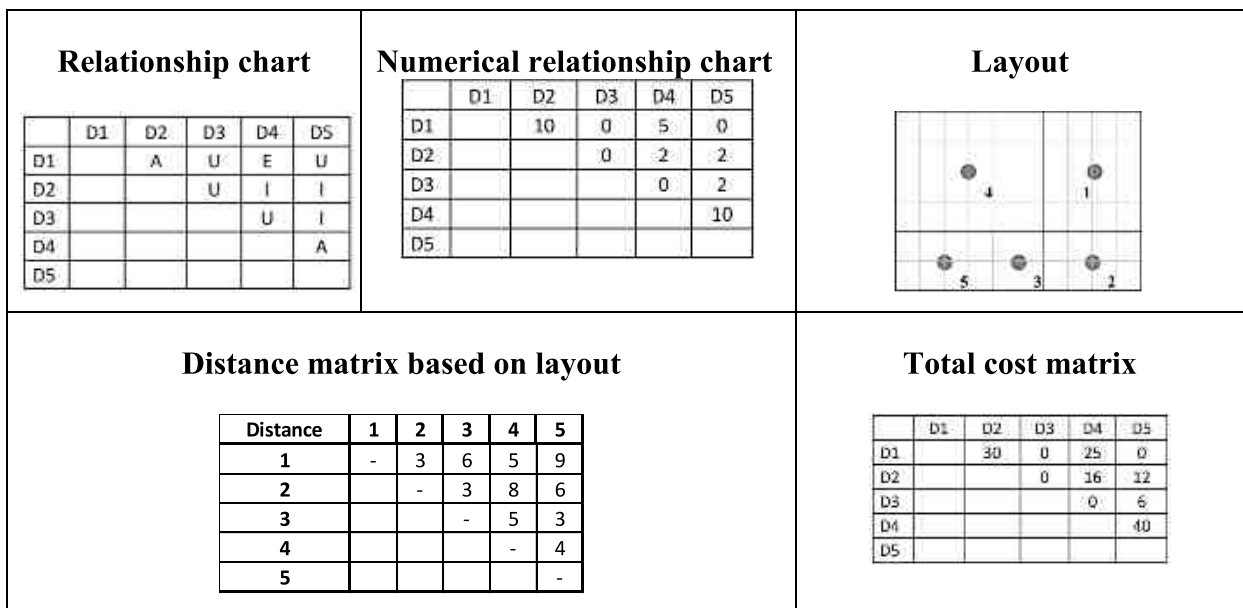 Relationship chart
D1 D2 D3 D4 D5
D1 A U E U
D2 U I I
D3 U I
D4 A
D5
Numerical relationship chart
D1 D2 D3 D4 D5
D1 10 0 5 0
D2 0 2 2
D3 0 2
D4 10
D5
Layout
4 1
5 3 2
Distance matrix based on layout
Distance 1 2 3 4 5
1 - 3 6 5 9
2 - 3 8 6
3 - 5 3
4 - 4
5 -
Total cost matrix
D1 D2 D3 D4 D5
D1 30 0 25 0
D2 0 16 12
D3 0 6
D4 40
D5